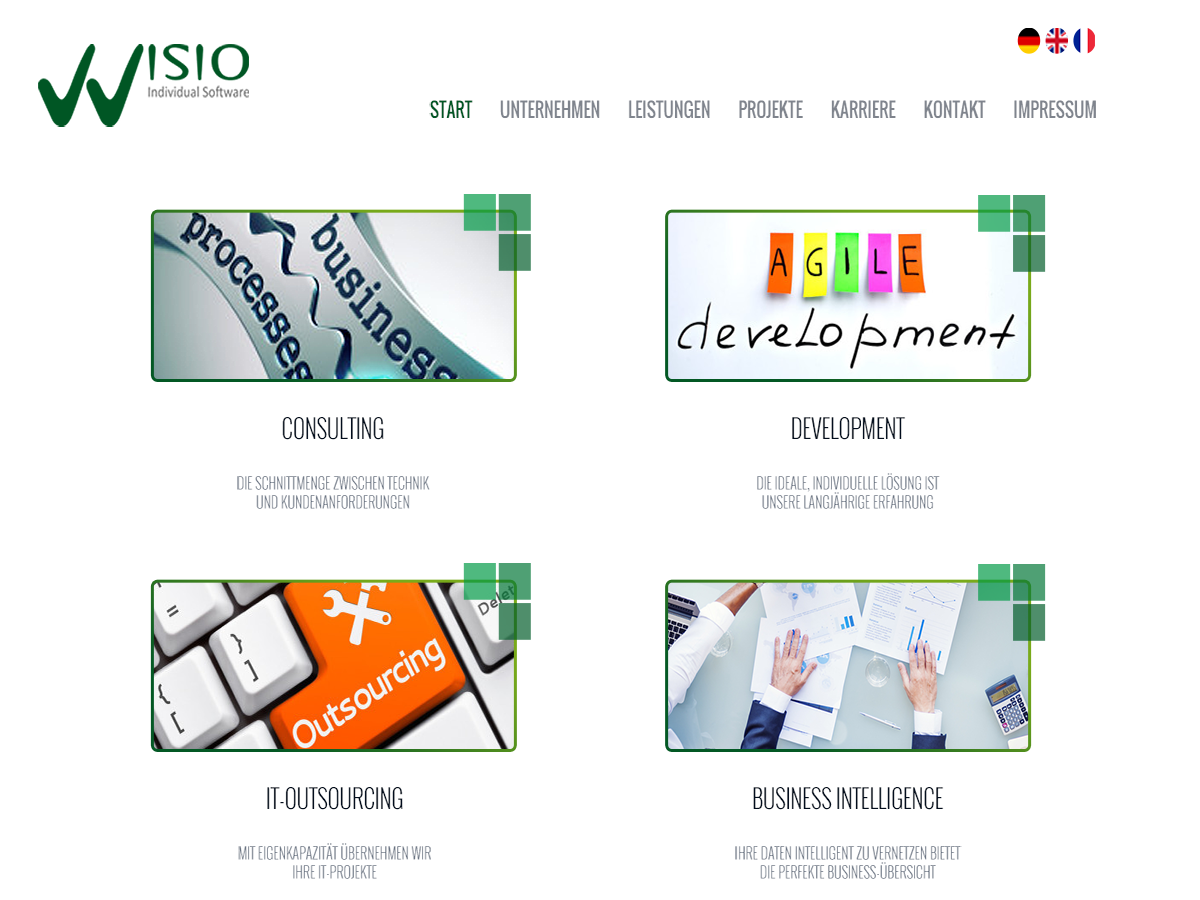 WISIO
Individual Software
START UNTERNEHMEN LEISTUNGEN PROJEKTE KARRIERE KONTAKT IMPRESSUM
processes
business
AGILE
development
CONSULTING
DEVELOPMENT
DIE SCHNITTMENGE ZWISCHEN TECHNIK
UND KUNDENANFORDERUNGEN
DIE IDEALE, INDIVIDUELLE LÖSUNG IST
UNSERE LANGJÄHRIGE ERFAHRUNG
=
}
]
{
[
Delet
Outsourcing
IT-OUTSOURCING
BUSINESS INTELLIGENCE
MIT EIGENKAPAZITÄT ÜBERNEHMEN WIR
IHRE IT-PROJEKTE
IHRE DATEN INTELLIGENT ZU VERNETZEN BIETET
DIE PERFEKTE BUSINESS-ÜBERSICHT